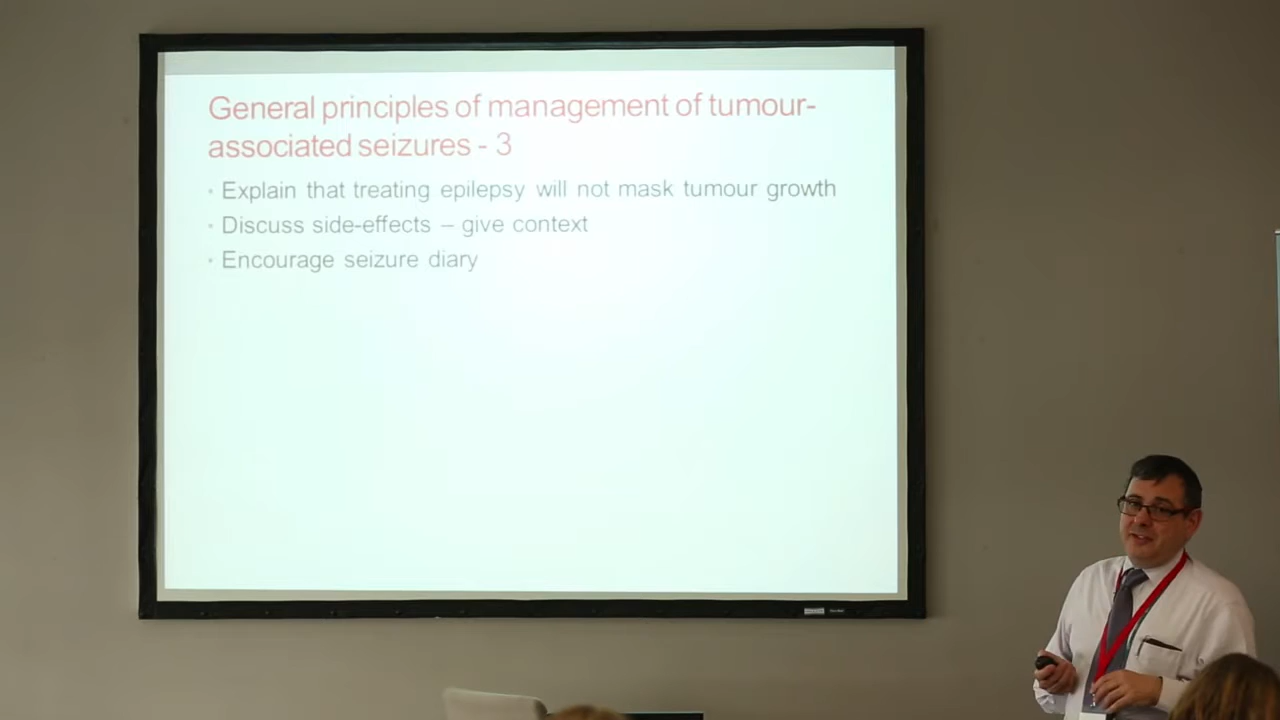 General principles of management of tumour-
associated seizures - 3
• Explain that treating epilepsy will not mask tumour growth
• Discuss side-effects – give context
• Encourage seizure diary